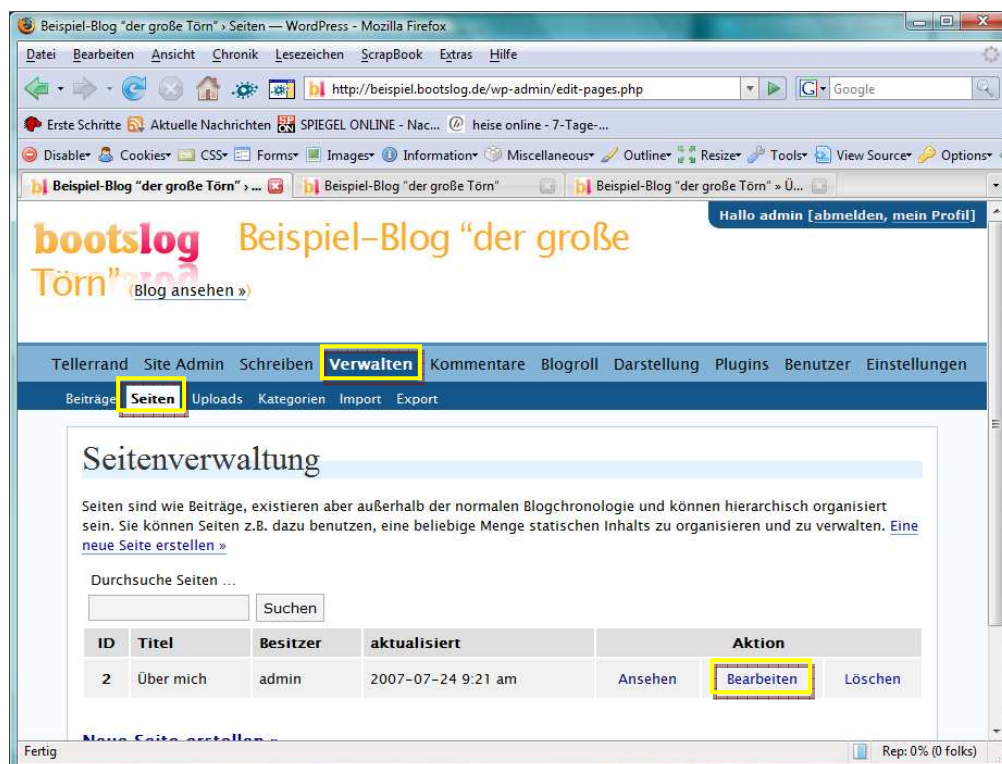 Beispiel-Blog "der große Törn" › Seiten — WordPress - Mozilla Firefox
Datei Bearbeiten Ansicht Chronik Lesezeichen ScrapBook Extras Hilfe
http://beispiel.bootslog.de/wp-admin/edit-pages.php Google
Erste Schritte Aktuelle Nachrichten SPIEGEL ONLINE - Nac... heise online - 7-Tage-...
Disable Cookies CSS Forms Images Information Miscellaneous Outline Resize Tools View Source Options
Beispiel-Blog "der große Törn" › ... Beispiel-Blog "der große Törn" Beispiel-Blog "der große Törn" » Ü...
Hallo admin [abmelden, mein Profil]
bootslog Beispiel-Blog "der große
Törn" (Blog ansehen »)
Tellerrand Site Admin Schreiben Verwalten Kommentare Blogroll Darstellung Plugins Benutzer Einstellungen
Beiträge Seiten Uploads Kategorien Import Export
Seitenverwaltung
Seiten sind wie Beiträge, existieren aber außerhalb der normalen Blogchronologie und können hierarchisch organisiert
sein. Sie können Seiten z.B. dazu benutzen, eine beliebige Menge statischen Inhalts zu organisieren und zu verwalten. Eine
neue Seite erstellen »
Durchsuche Seiten ...
Suchen
ID Titel Besitzer aktualisiert Aktion
2 Über mich admin 2007-07-24 9:21 am Ansehen Bearbeiten Löschen
Neue Seite erstellen »
Fertig Rep: 0% (0 folks)